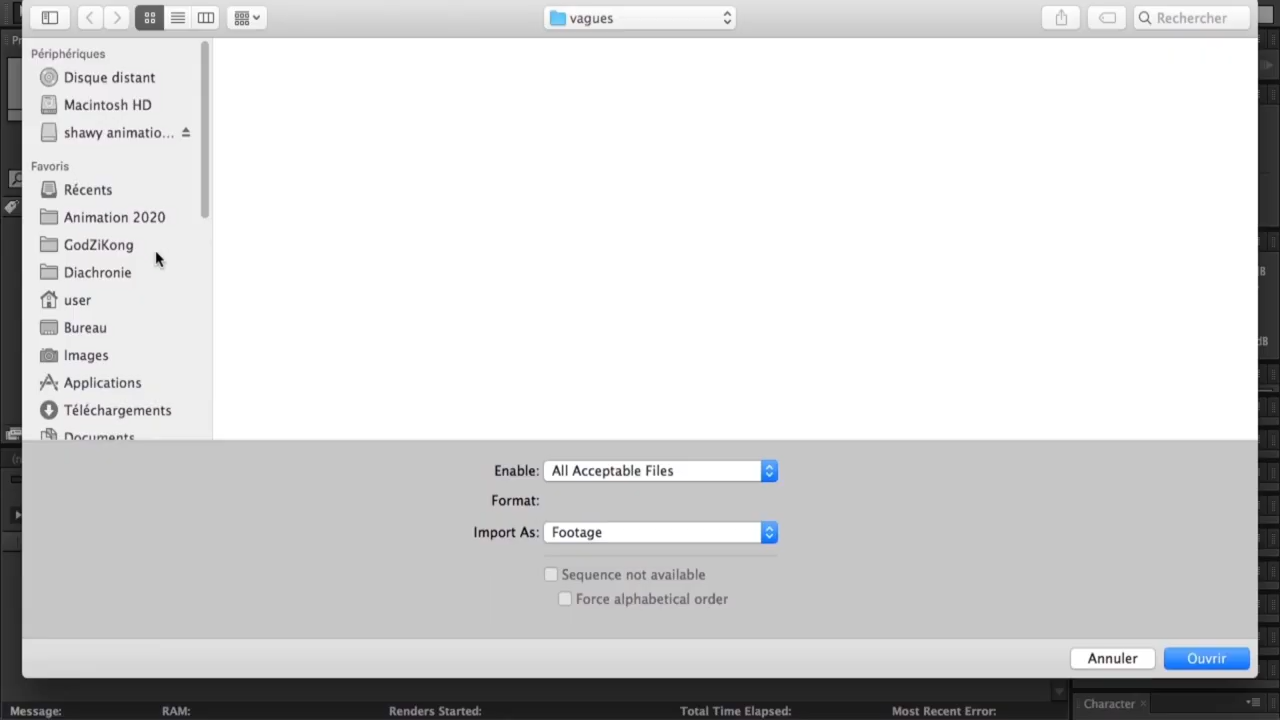 vagues
Rechercher
Périphériques
Disque distant
Macintosh HD
shawy animatio...
Favoris
Récents
Animation 2020
GodZiKong
Diachronie
user
Bureau
Images
Applications
Téléchargements
Documents
Enable: All Acceptable Files
Format:
Import As: Footage
Sequence not available
Force alphabetical order
Annuler
Ouvrir
Message:
RAM:
Renders Started:
Total Time Elapsed:
Most Recent Error:
Character